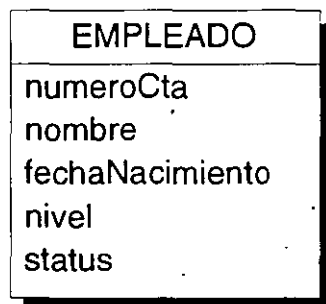 EMPLEADO
numeroCta
nombre
fechaNacimiento
nivel
status